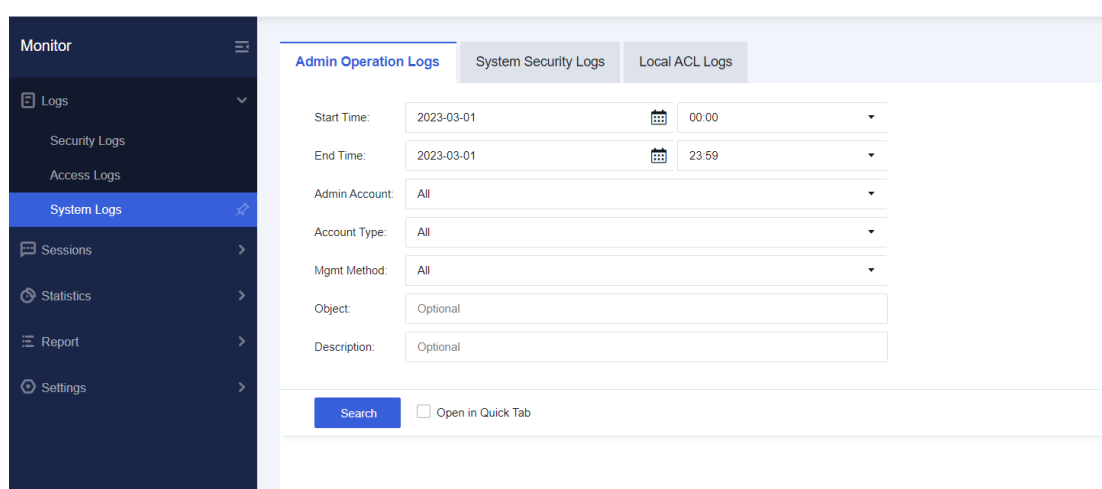 Monitor
Logs
Security Logs
Access Logs
System Logs
Sessions
Statistics
Report
Settings
Admin Operation Logs System Security Logs Local ACL Logs
Start Time: 2023-03-01 00:00
End Time: 2023-03-01 23:59
Admin Account: All
Account Type: All
Mgmt Method: All
Object: Optional
Description: Optional
Search Open in Quick Tab